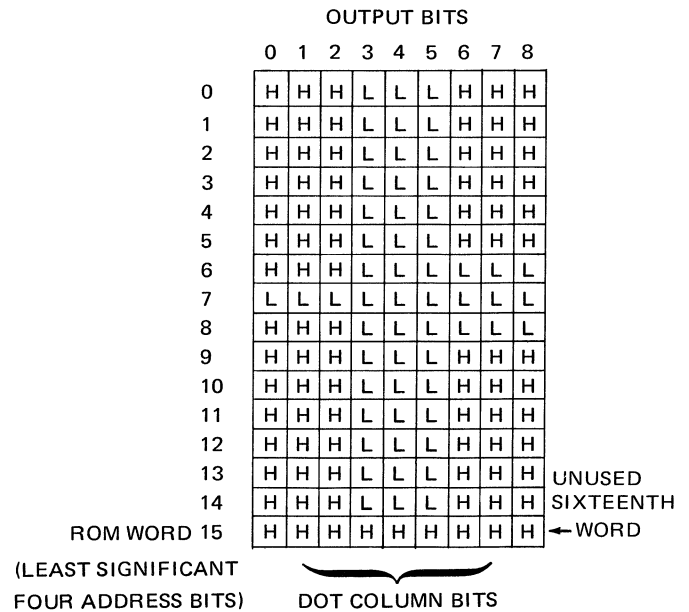 OUTPUT BITS
0 1 2 3 4 5 6 7 8
0 H H H L L L H H H
1 H H H L L L H H H
2 H H H L L L H H H
3 H H H L L L H H H
4 H H H L L L H H H
5 H H H L L L H H H
6 H H H L L L L L L
7 L L L L L L L L L
8 H H H L L L L L L
9 H H H L L L H H H
10 H H H L L L H H H
11 H H H L L L H H H
12 H H H L L L H H H
13 H H H L L L H H H UNUSED
14 H H H L L L H H H SIXTEENTH
ROM WORD 15 H H H H H H H H H ←WORD
(LEAST SIGNIFICANT
FOUR ADDRESS BITS) DOT COLUMN BITS